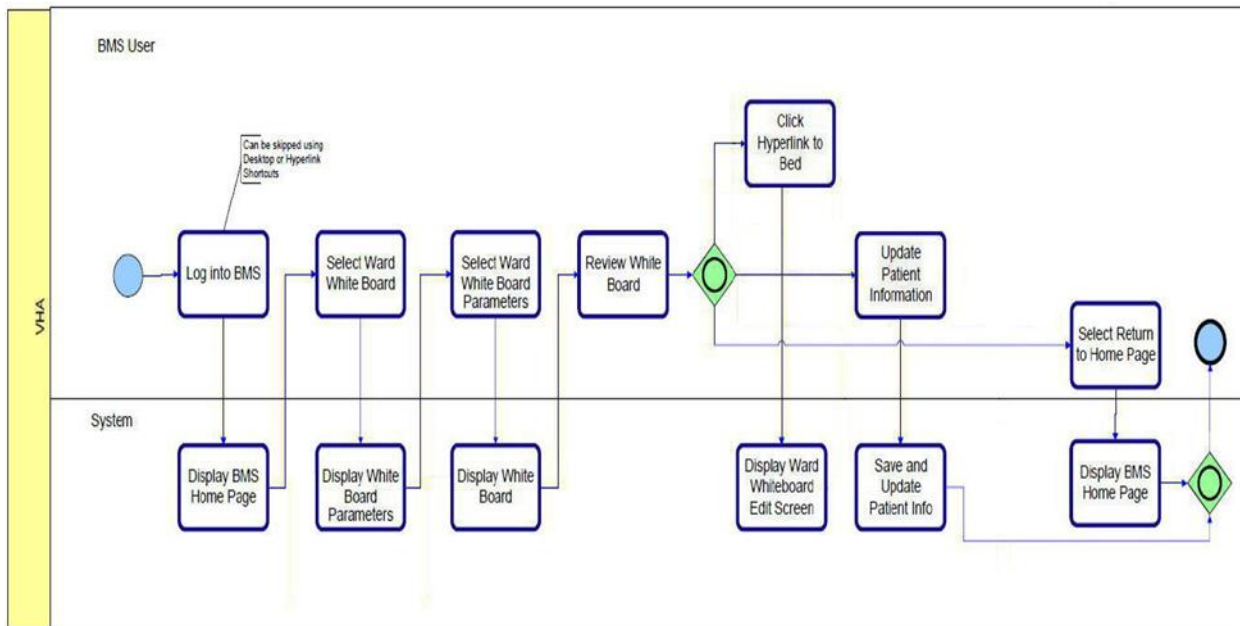 VHA
BMS User
Can be skipped using
Desktop or Hyperlink
Shortcuts
Log into BMS
Select Ward
White Board
Select Ward
White Board
Parameters
Review White
Board
Click
Hyperlink to
Bed
Update
Patient
Information
Select Return
to Home Page
System
Display BMS
Home Page
Display White
Board
Parameters
Display White
Board
Display Ward
Whiteboard
Edit Screen
Save and
Update
Patient Info
Display BMS
Home Page